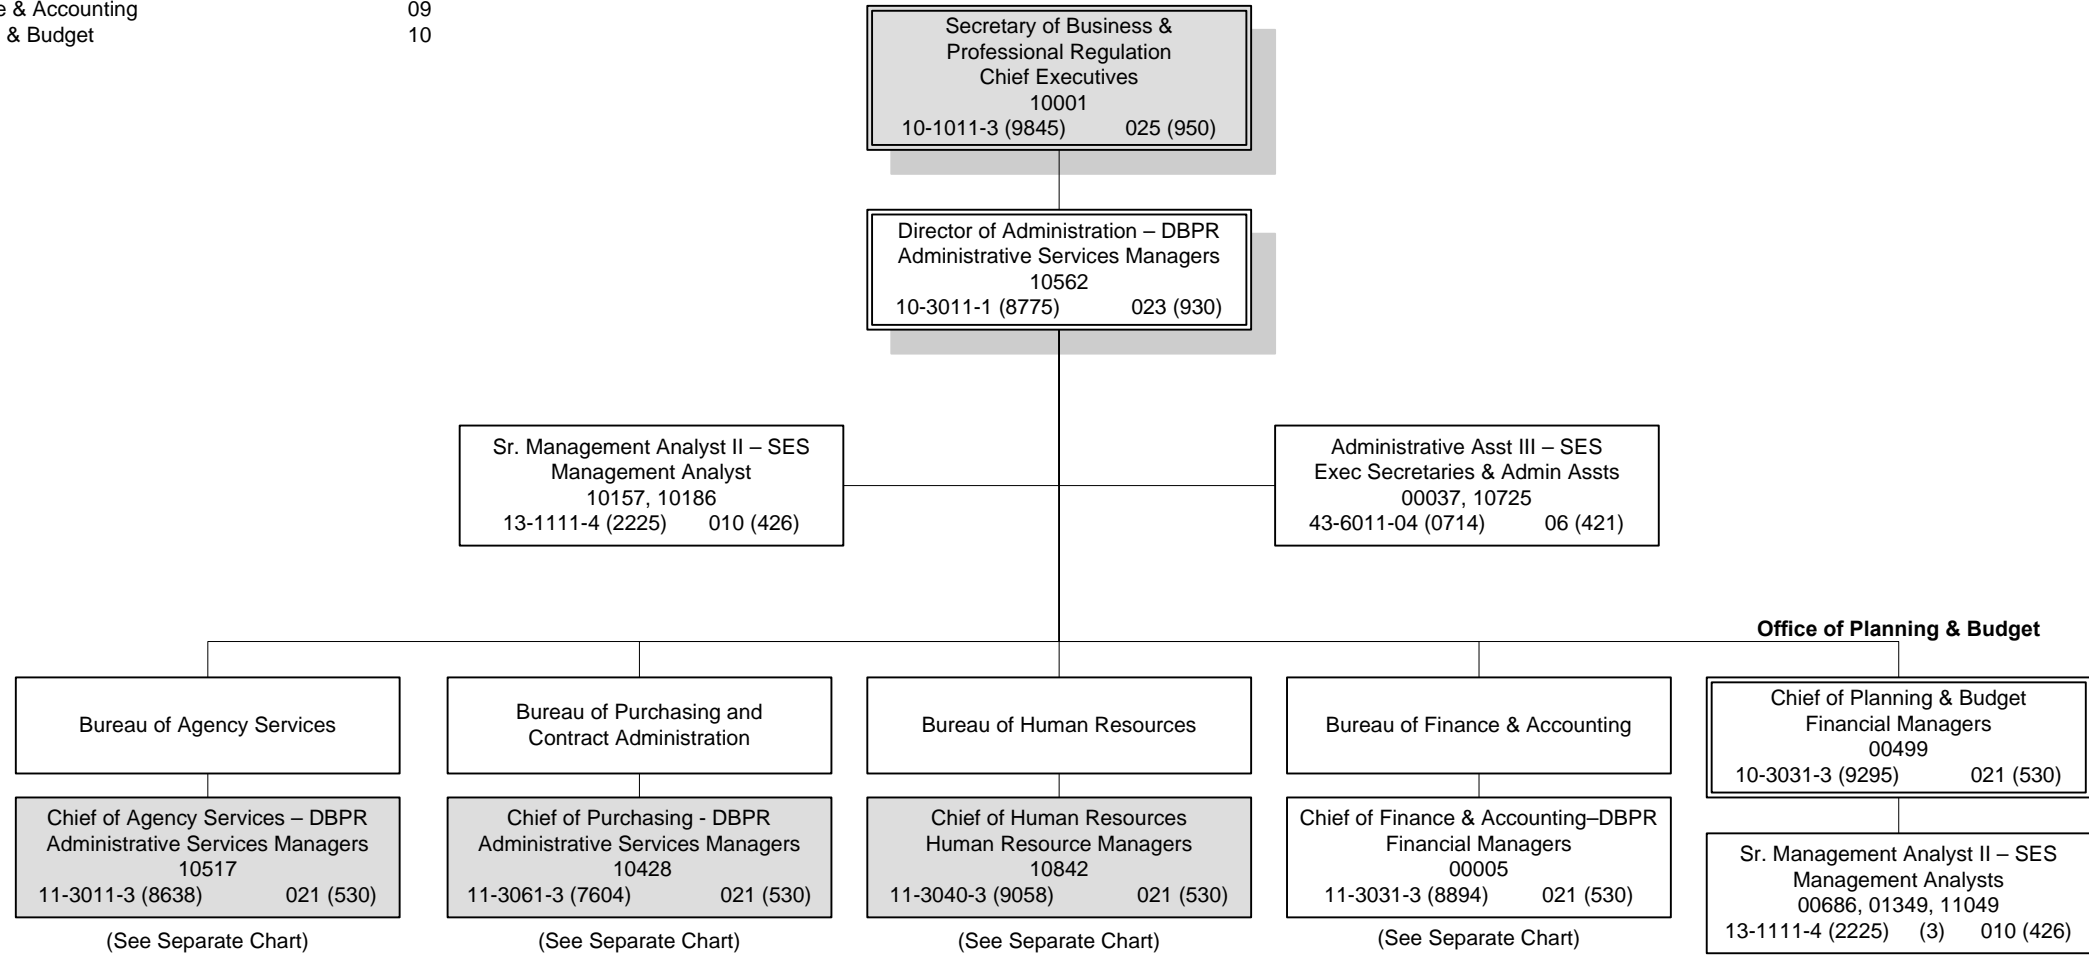 & Accounting 09
& Budget 10
Secretary of Business &
Professional Regulation
Chief Executives
10001
10-1011-3 (9845) 025 (950)
Director of Administration – DBPR
Administrative Services Managers
10562
10-3011-1 (8775) 023 (930)
Sr. Management Analyst II – SES
Management Analyst
10157, 10186
13-1111-4 (2225) 010 (426)
Administrative Asst III – SES
Exec Secretaries & Admin Assts
00037, 10725
43-6011-04 (0714) 06 (421)
Office of Planning & Budget
Bureau of Agency Services
Bureau of Purchasing and
Contract Administration
Bureau of Human Resources
Bureau of Finance & Accounting
Chief of Planning & Budget
Financial Managers
00499
10-3031-3 (9295) 021 (530)
Chief of Agency Services – DBPR
Administrative Services Managers
10517
11-3011-3 (8638) 021 (530)
(See Separate Chart)
Chief of Purchasing - DBPR
Administrative Services Managers
10428
11-3061-3 (7604) 021 (530)
(See Separate Chart)
Chief of Human Resources
Human Resource Managers
10842
11-3040-3 (9058) 021 (530)
(See Separate Chart)
Chief of Finance & Accounting–DBPR
Financial Managers
00005
11-3031-3 (8894) 021 (530)
(See Separate Chart)
Sr. Management Analyst II – SES
Management Analysts
00686, 01349, 11049
13-1111-4 (2225) (3) 010 (426)